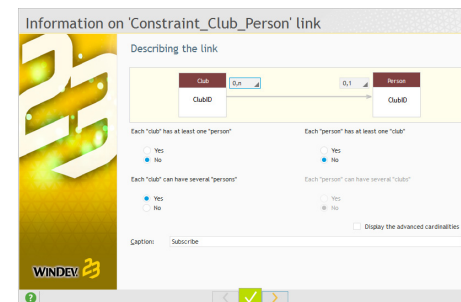 Information on 'Constraint_Club_Person' link
Describing the link
Club 0,n 0,1 Person
ClubID ClubID
Each "club" has at least one "person" Each "person" has at least one "club"
Yes Yes
No No
Each "club" can have several "persons" Each "person" can have several "clubs"
Yes Yes
No No
Display the advanced cardinalities
Caption: Subscribe
WINDEV. 23
?